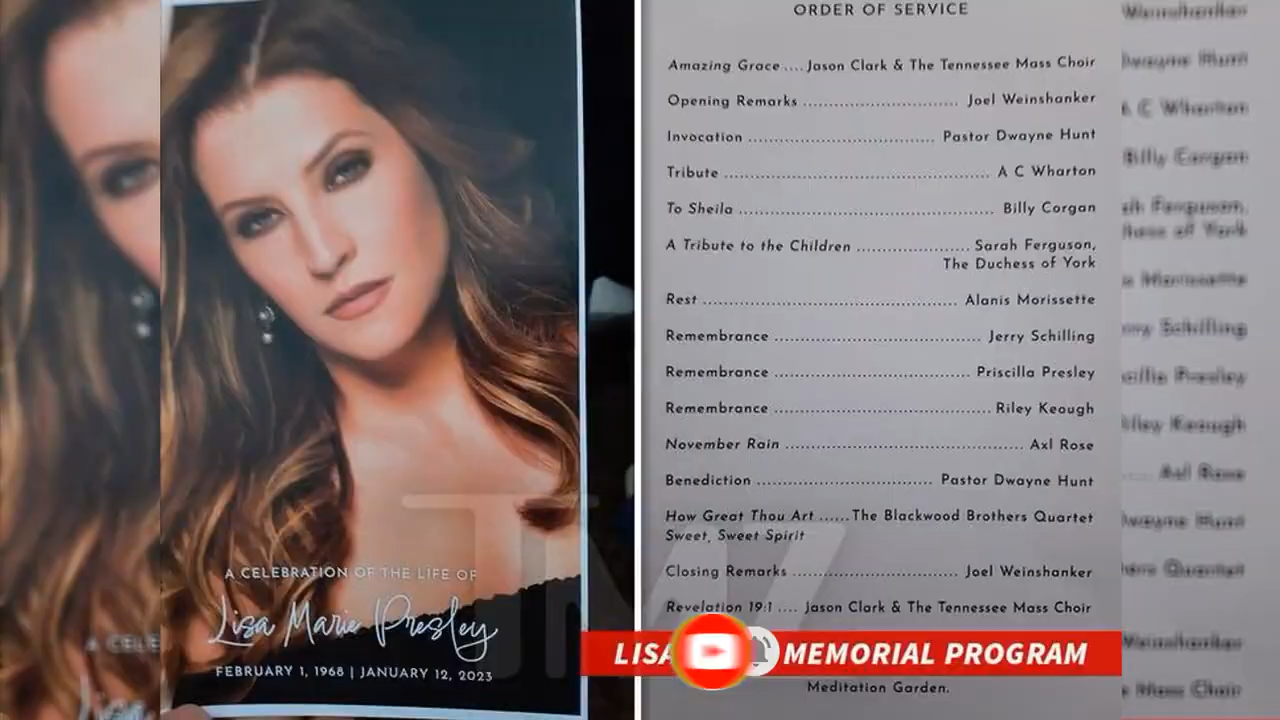 A CELEBRATION OF THE LIFE OF
Lisa Marie Presley
FEBRUARY 1, 1968 | JANUARY 12, 2023
ORDER OF SERVICE
Amazing Grace .... Jason Clark & The Tennessee Mass Choir
Opening Remarks .... Joel Weinshanker
Invocation .... Pastor Dwayne Hunt
Tribute .... A C Wharton
To Sheila .... Billy Corgan
A Tribute to the Children .... Sarah Ferguson,
The Duchess of York
Rest .... Alanis Morissette
Remembrance .... Jerry Schilling
Remembrance .... Priscilla Presley
Remembrance .... Riley Keough
November Rain .... Axl Rose
Benediction .... Pastor Dwayne Hunt
How Great Thou Art ...... The Blackwood Brothers Quartet
Sweet, Sweet Spirit
Closing Remarks .... Joel Weinshanker
Revelation 19:1 .... Jason Clark & The Tennessee Mass Choir
LISA MEMORIAL PROGRAM
Meditation Garden.
TMZ